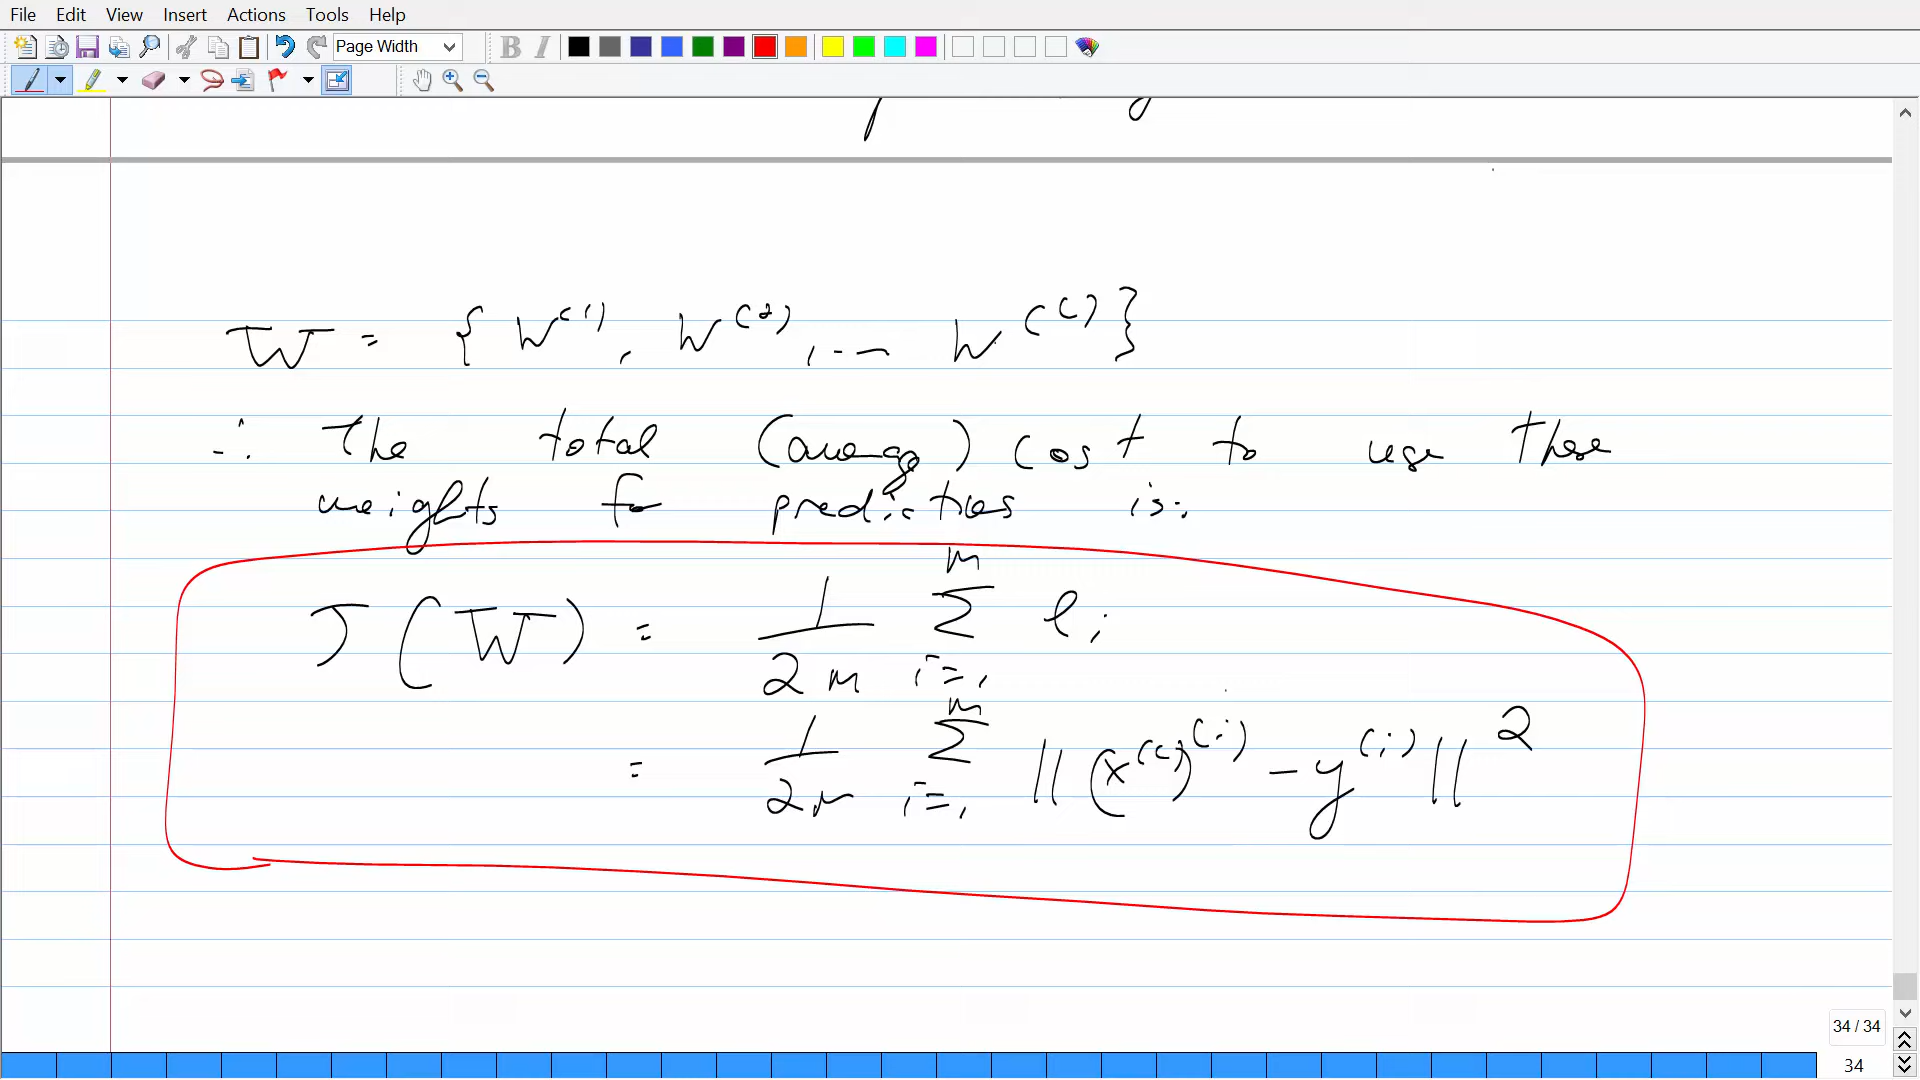 File Edit View Insert Actions Tools Help
Page Width B I
W = { W^(1), W^(2), ... W^(L) }
∴ The total (average) cost to use these
weights for predictions is:
J(W) = 1/2m Σ_{i=1}^{m} l_i
= 1/2m Σ_{i=1}^{m} ||(x^(L))^(i) - y^(i)||^2
34 / 34
34